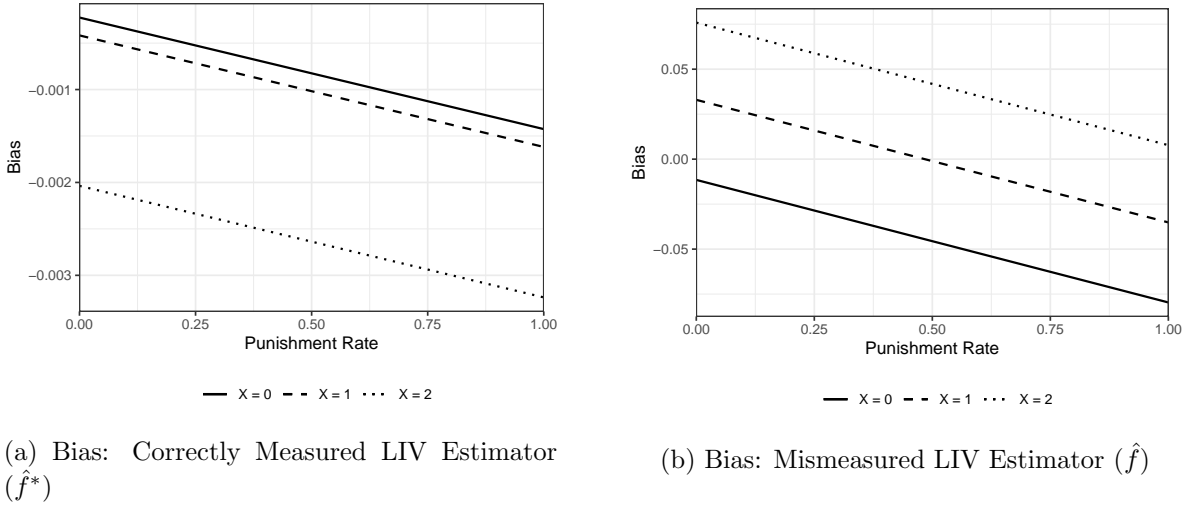 Bias
−0.001
−0.002
−0.003
0.00 0.25 0.50 0.75 1.00
Punishment Rate
X = 0 X = 1 X = 2
(a) Bias: Correctly Measured LIV Estimator
(f̂*)
Bias
0.05
0.00
−0.05
0.00 0.25 0.50 0.75 1.00
Punishment Rate
X = 0 X = 1 X = 2
(b) Bias: Mismeasured LIV Estimator (f̂)